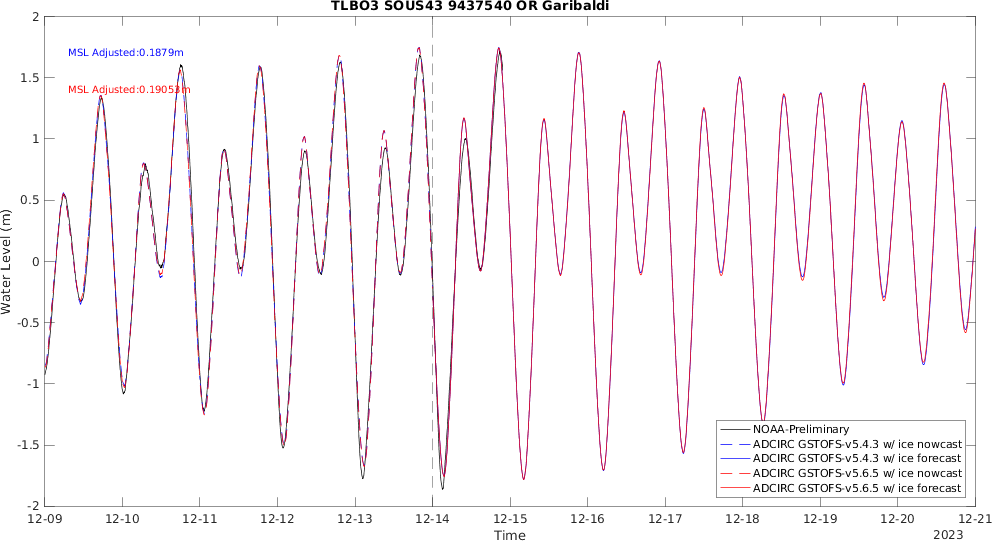 TLBO3 SOUS43 9437540 OR Garibaldi
MSL Adjusted:0.1879m
MSL Adjusted:0.19053m
2
1.5
1
0.5
0
-0.5
-1
-1.5
-2
Water Level (m)
NOAA-Preliminary
ADCIRC GSTOFS-v5.4.3 w/ ice nowcast
ADCIRC GSTOFS-v5.4.3 w/ ice forecast
ADCIRC GSTOFS-v5.6.5 w/ ice nowcast
ADCIRC GSTOFS-v5.6.5 w/ ice forecast
12-09 12-10 12-11 12-12 12-13 12-14 12-15 12-16 12-17 12-18 12-19 12-20 12-21
Time
2023